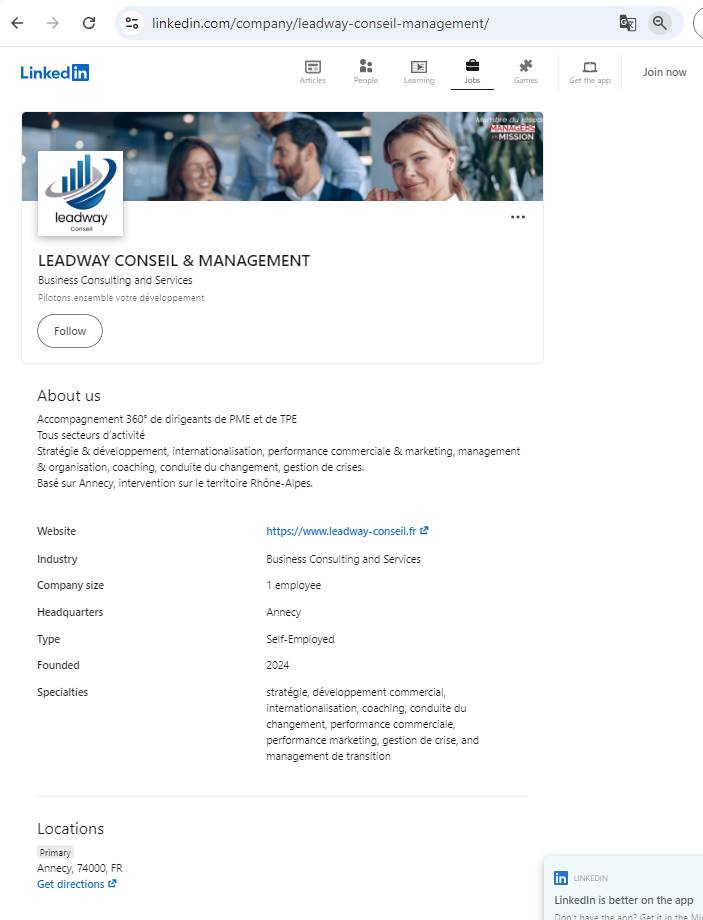 linkedin.com/company/leadway-conseil-management/
LinkedIn
Articles
People
Learning
Jobs
Games
Get the app
Join now
Membre du réseau
MANAGERS
EN MISSION
leadway
Conseil
LEADWAY CONSEIL & MANAGEMENT
Business Consulting and Services
Pilotons ensemble votre développement
Follow
About us
Accompagnement 360° de dirigeants de PME et de TPE
Tous secteurs d'activité
Stratégie & développement, internationalisation, performance commerciale & marketing, management
& organisation, coaching, conduite du changement, gestion de crises.
Basé sur Annecy, intervention sur le territoire Rhône-Alpes.
Website
https://www.leadway-conseil.fr
Industry
Business Consulting and Services
Company size
1 employee
Headquarters
Annecy
Type
Self-Employed
Founded
2024
Specialties
stratégie, développement commercial,
internationalisation, coaching, conduite du
changement, performance commerciale,
performance marketing, gestion de crise, and
management de transition
Locations
Primary
Annecy, 74000, FR
Get directions
in LINKEDIN
LinkedIn is better on the app
Don't have the app? Get it in the Mi